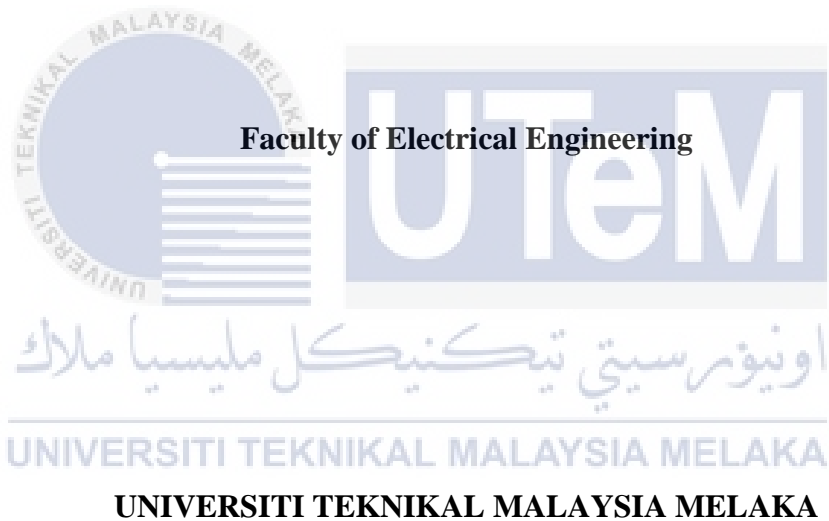 UNIVERSITI TEKNIKAL MALAYSIA MELAKA
UTeM
Faculty of Electrical Engineering
اونيۏرسيتي تيكنيكل مليسيا ملاك
UNIVERSITI TEKNIKAL MALAYSIA MELAKA
UNIVERSITI TEKNIKAL MALAYSIA MELAKA